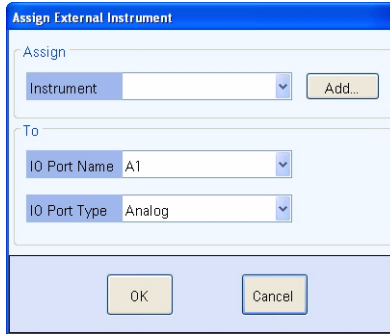 Assign External Instrument
Assign
Instrument
Add...
To
IO Port Name A1
IO Port Type Analog
OK Cancel